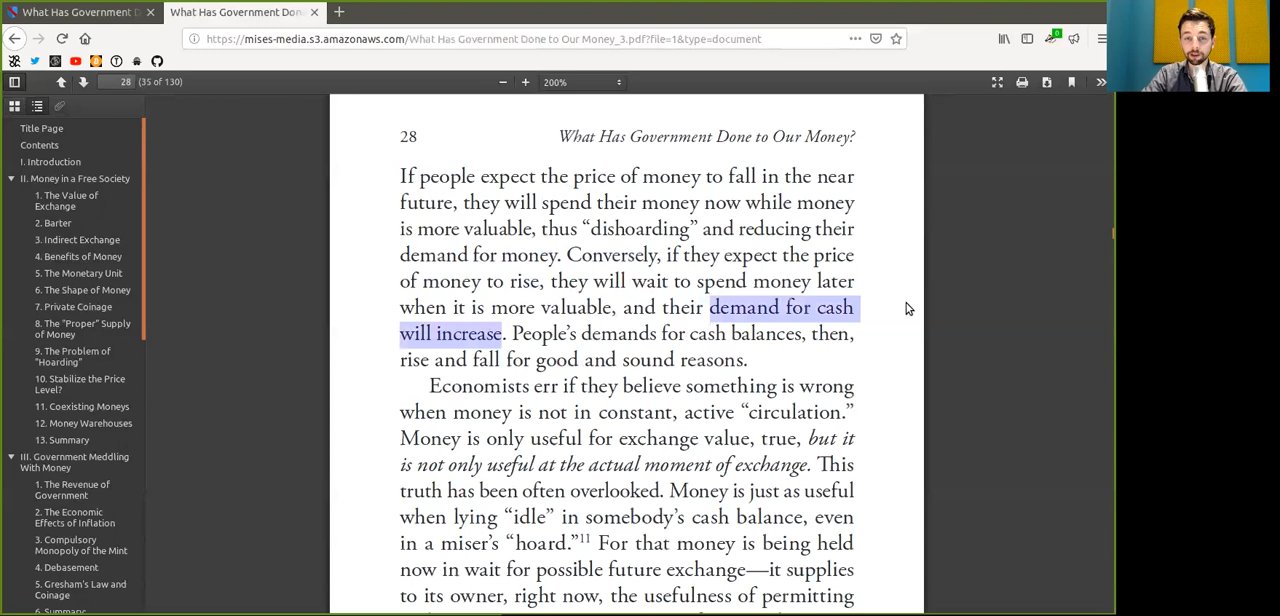 What Has Government D
What Has Government Done
https://mises-media.s3.amazonaws.com/What Has Government Done to Our Money_3.pdf?file=1&type=document
0
28
(35 of 130)
200%
Title Page
Contents
I. Introduction
II. Money in a Free Society
1. The Value of
Exchange
2. Barter
3. Indirect Exchange
4. Benefits of Money
5. The Monetary Unit
6. The Shape of Money
7. Private Coinage
8. The "Proper" Supply
of Money
9. The Problem of
"Hoarding"
10. Stabilize the Price
Level?
11. Coexisting Moneys
12. Money Warehouses
13. Summary
III. Government Meddling
With Money
1. The Revenue of
Government
2. The Economic
Effects of Inflation
3. Compulsory
Monopoly of the Mint
4. Debasement
5. Gresham's Law and
Coinage
6. Summary
28 What Has Government Done to Our Money?
If people expect the price of money to fall in the near
future, they will spend their money now while money
is more valuable, thus “dishoarding” and reducing their
demand for money. Conversely, if they expect the price
of money to rise, they will wait to spend money later
when it is more valuable, and their demand for cash
will increase. People’s demands for cash balances, then,
rise and fall for good and sound reasons.
Economists err if they believe something is wrong
when money is not in constant, active “circulation.”
Money is only useful for exchange value, true, but it
is not only useful at the actual moment of exchange. This
truth has been often overlooked. Money is just as useful
when lying “idle” in somebody’s cash balance, even
in a miser’s “hoard.”11 For that money is being held
now in wait for possible future exchange—it supplies
to its owner, right now, the usefulness of permitting